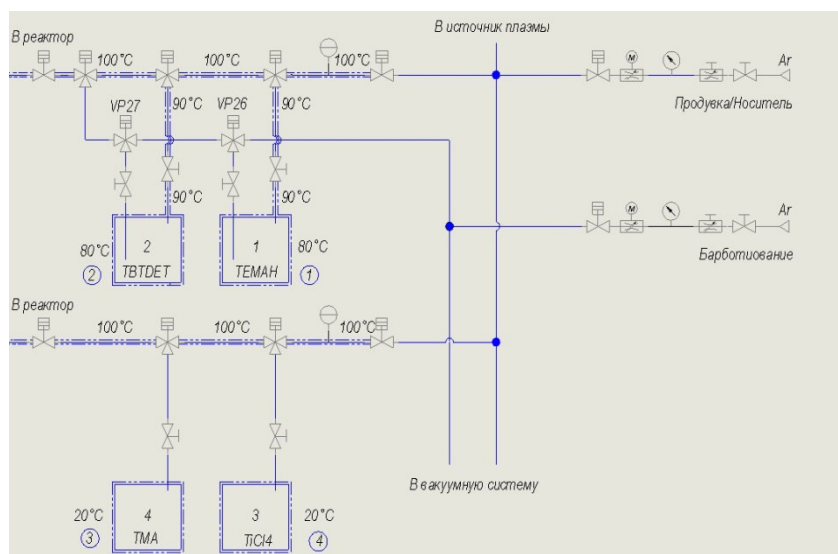 В источник плазмы
В реактор
100°C
100°C
100°C
M
Ar
Продувка/Носитель
VP27
90°C
VP26
90°C
90°C
90°C
M
Ar
Барботиование
80°C
2
TBTDET
2
1
TEMAH
80°C
1
В реактор
100°C
100°C
100°C
В вакуумную систему
20°C
4
TMA
3
3
TiCl4
20°C
4